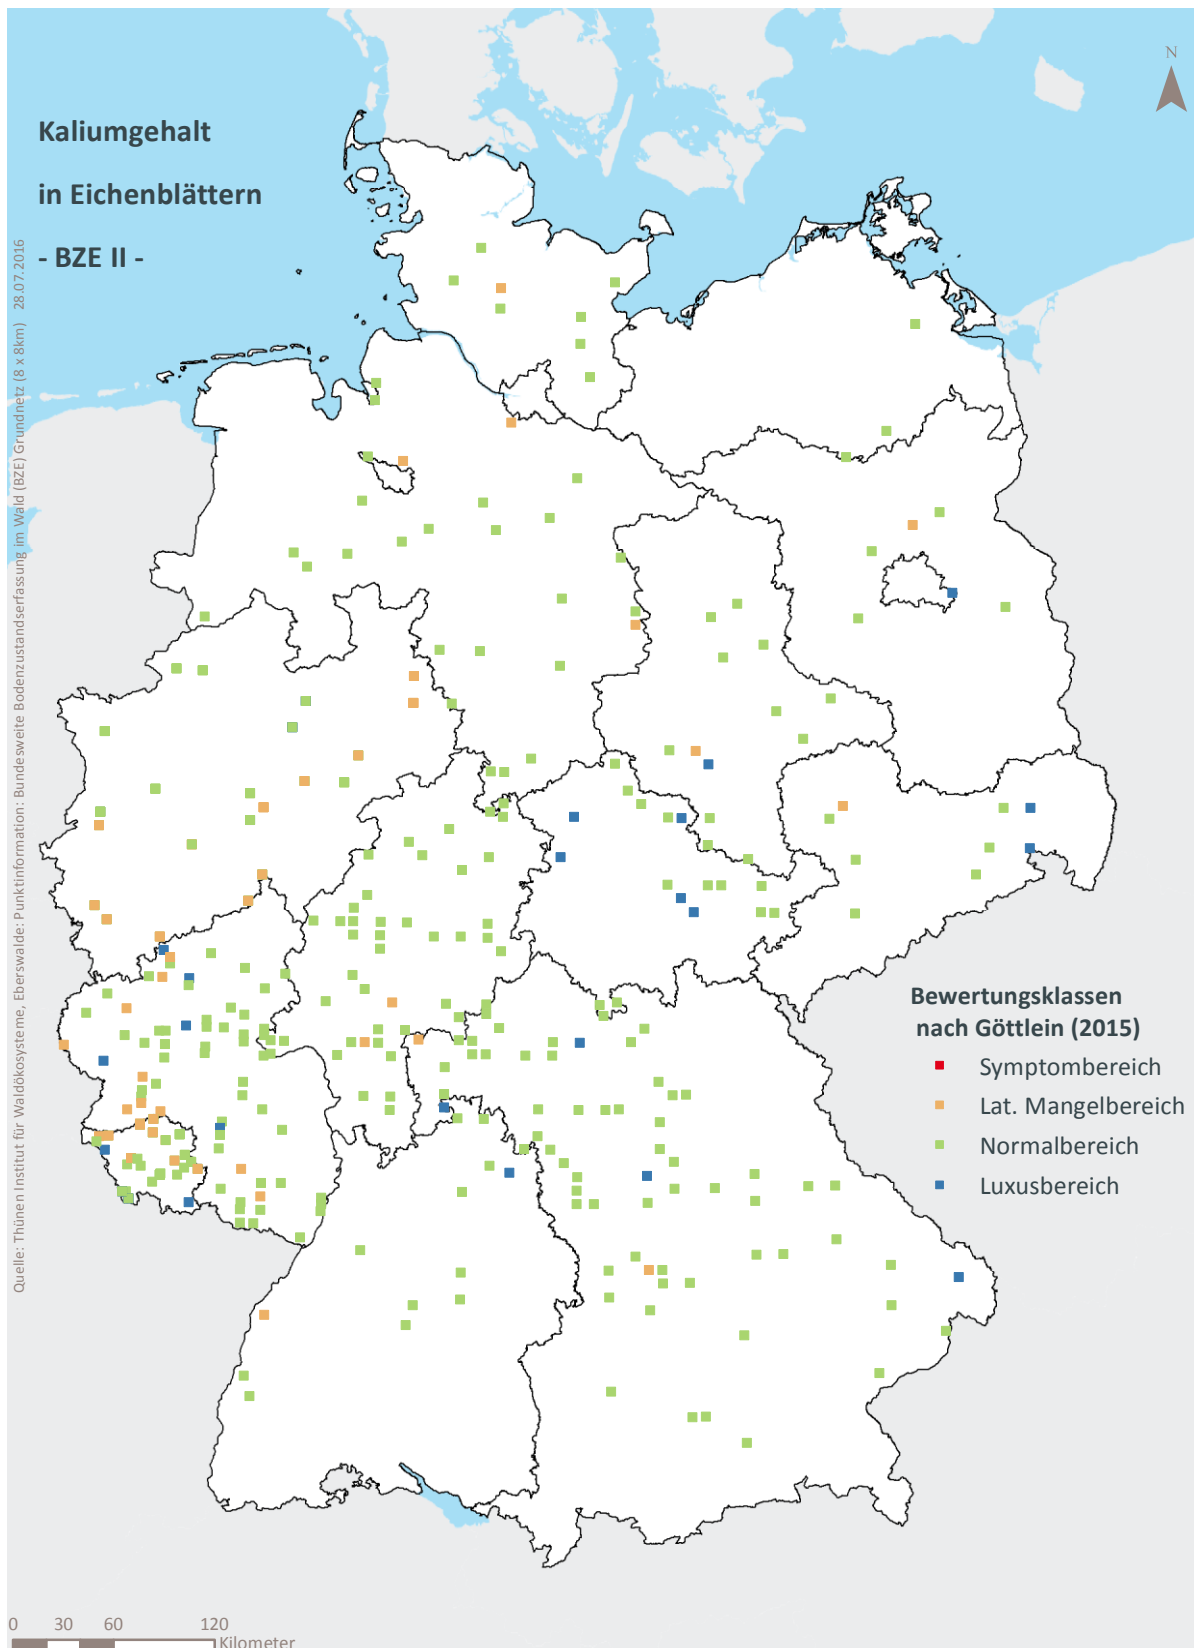 N
Kaliumgehalt
in Eichenblättern
- BZE II -
Quelle: Thünen Institut für Waldökosysteme, Eberswalde: Punktinformation: Bundesweite Bodenzustandserfassung im Wald (BZE) Grundnetz (8 x 8km) 28.07.2016
Bewertungsklassen
nach Göttlein (2015)
Symptombereich
Lat. Mangelbereich
Normalbereich
Luxusbereich
0 30 60 120
Kilometer